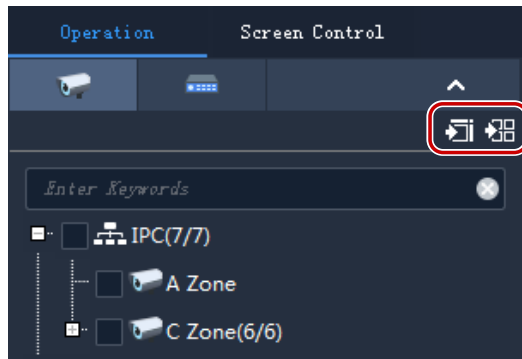 Operation Screen Control
Enter Keywords
IPC(7/7)
A Zone
C Zone(6/6)